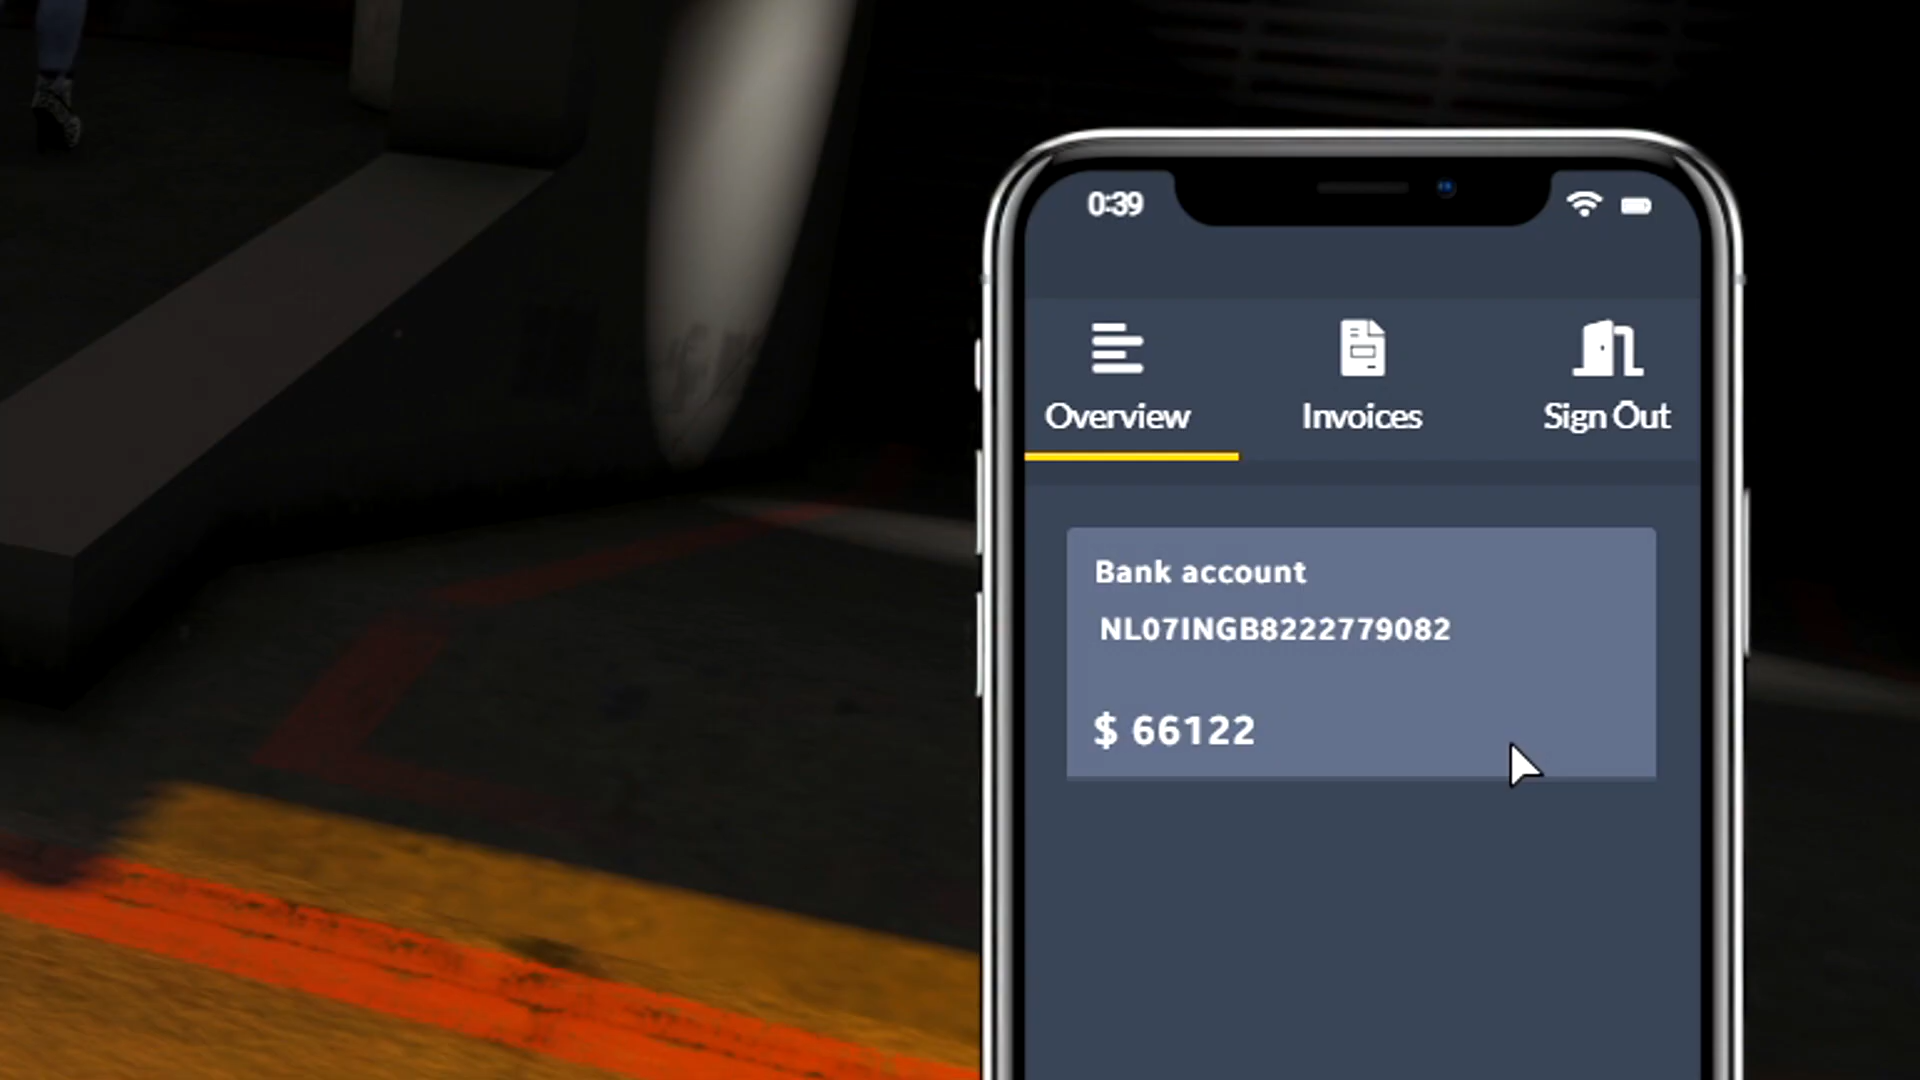 0:39
Overview
Invoices
Sign Out
Bank account
NL07INGB8222779082
$ 66122